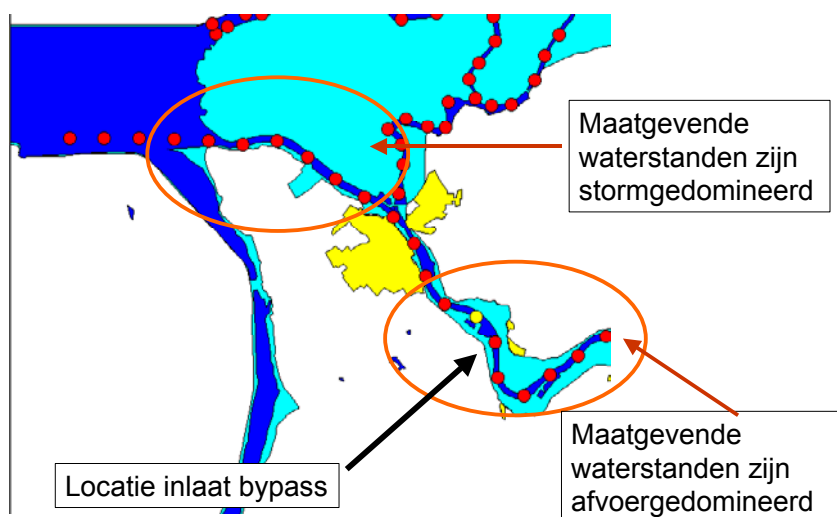 Maatgevende
waterstanden zijn
stormgedomineerd
Locatie inlaat bypass
Maatgevende
waterstanden zijn
afvoergedomineerd